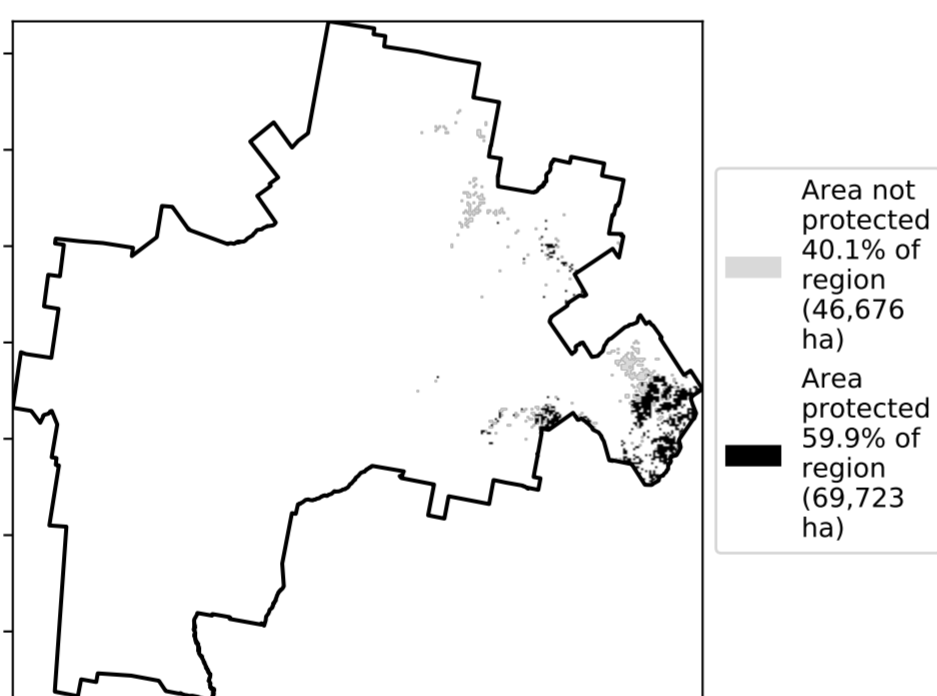 Area not
protected
40.1% of
region
(46,676
ha)
Area
protected
59.9% of
region
(69,723
ha)